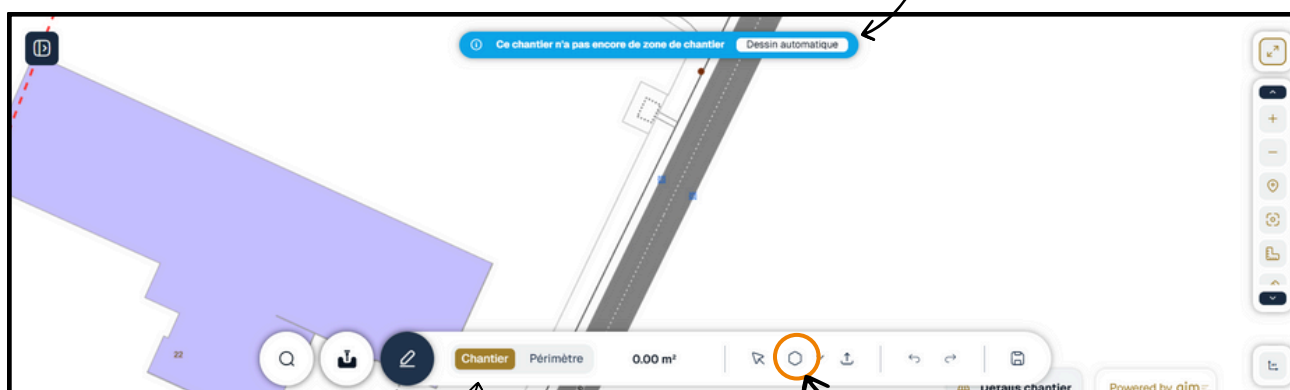 Ce chantier n'a pas encore de zone de chantier Dessin automatique
22
Chantier Périmètre 0.00 m²
Détails chantier Powered by aim